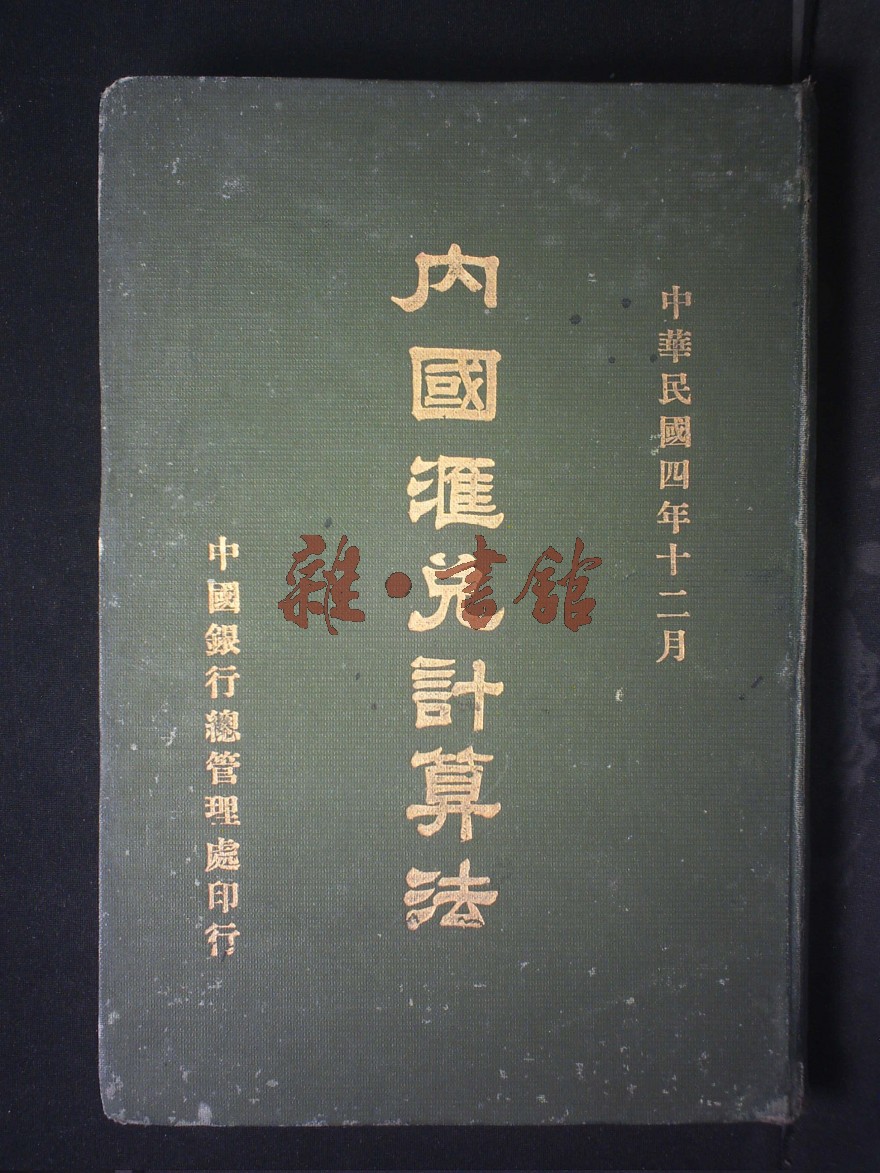 中華民國四年十二月
內國滙兌計算法
中國銀行總管理處印行
雜·書館